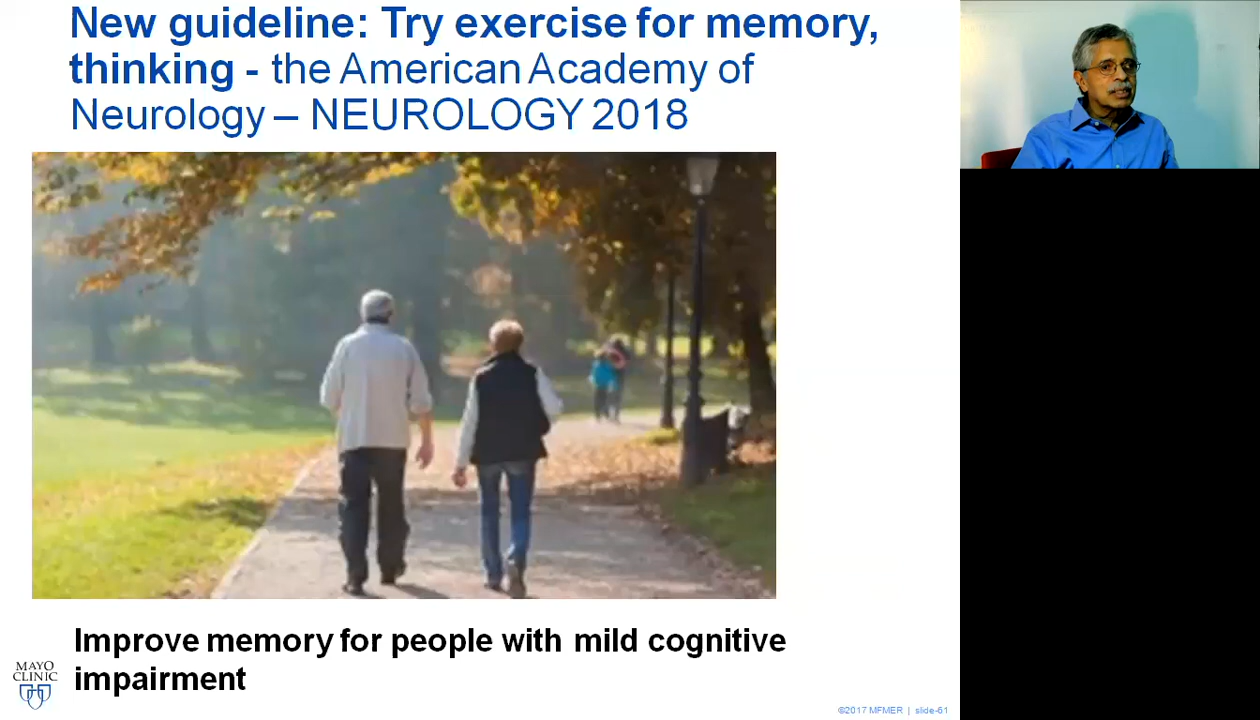 New guideline: Try exercise for memory,
thinking - the American Academy of
Neurology – NEUROLOGY 2018
Improve memory for people with mild cognitive
impairment
MAYO
CLINIC
©2017 MFMER | slide-61